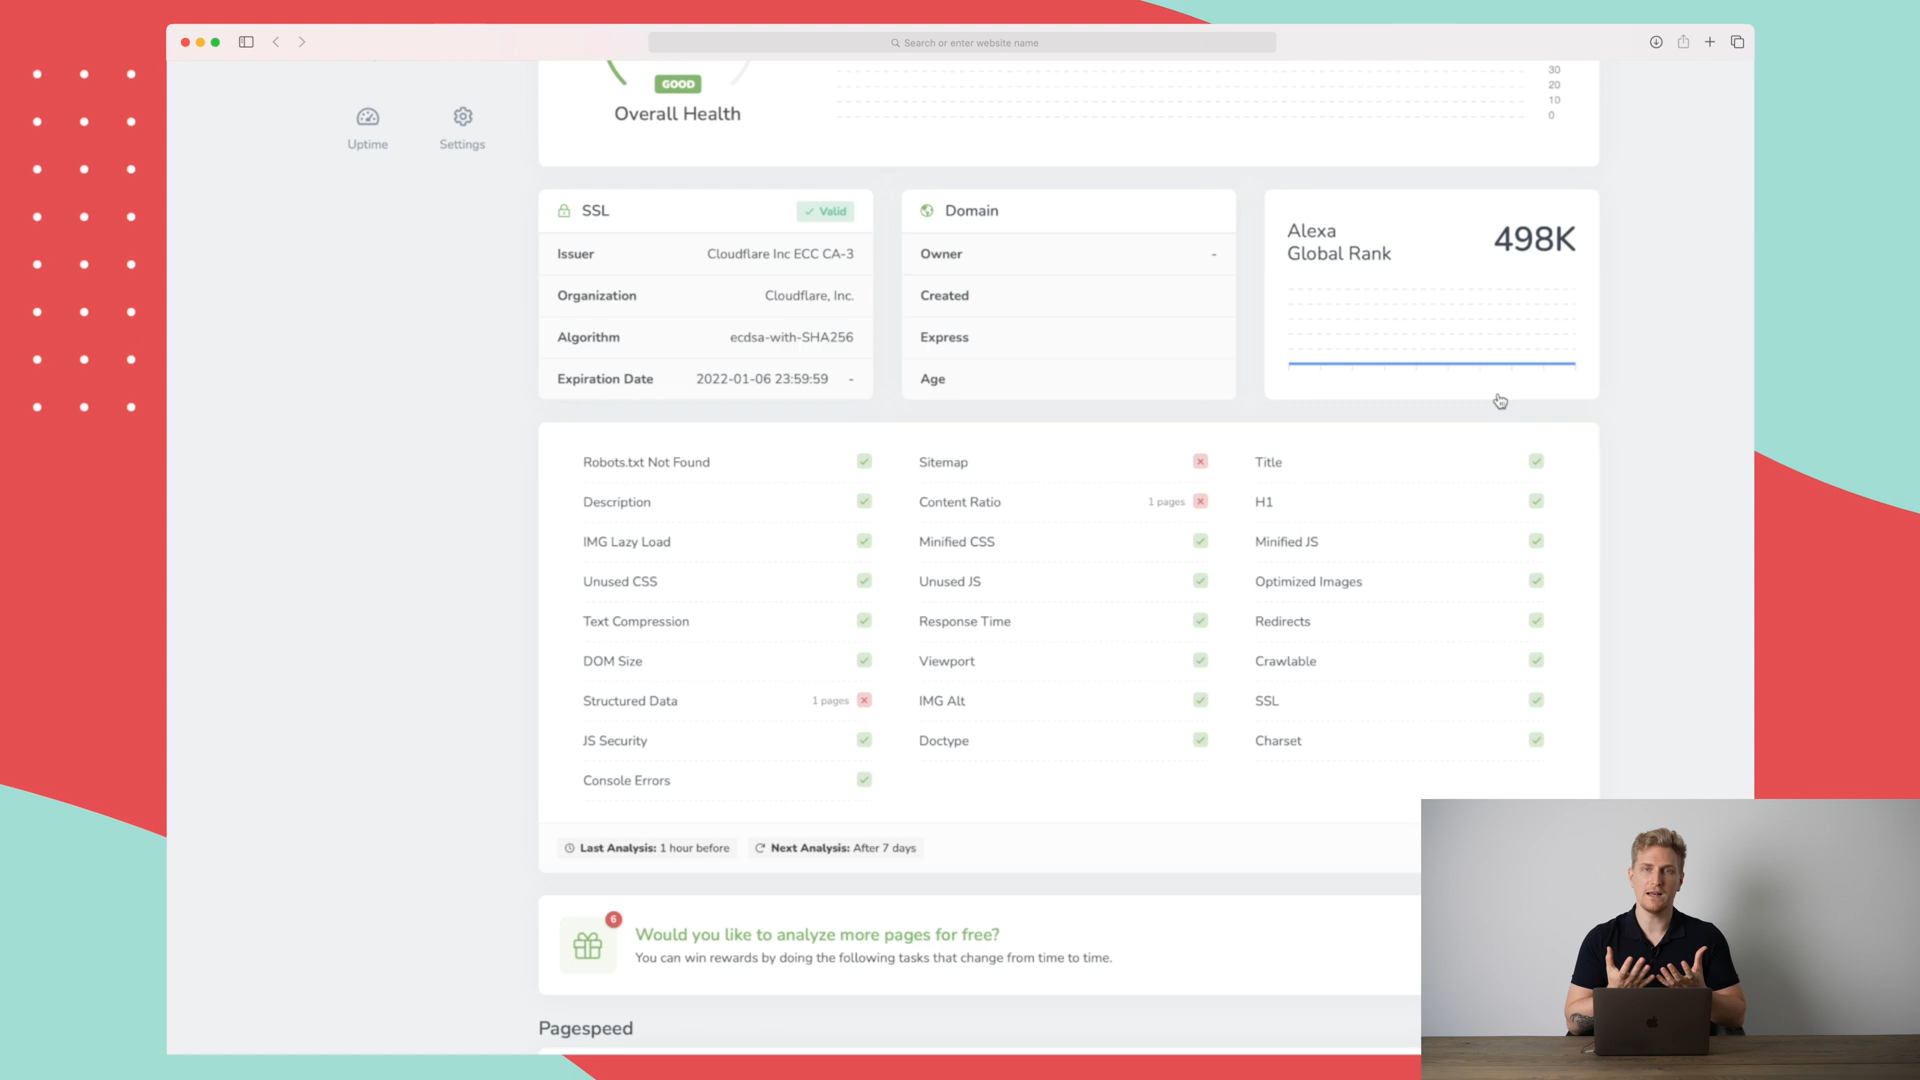 Search or enter website name
Uptime
Settings
GOOD
Overall Health
30
20
10
0
SSL
Valid
Issuer
Cloudflare Inc ECC CA-3
Organization
Cloudflare, Inc.
Algorithm
ecdsa-with-SHA256
Expiration Date
2022-01-06 23:59:59 -
Domain
Owner
-
Created
Express
Age
Alexa
Global Rank
498K
Robots.txt Not Found
Sitemap
Title
Description
Content Ratio
1 pages
H1
IMG Lazy Load
Minified CSS
Minified JS
Unused CSS
Unused JS
Optimized Images
Text Compression
Response Time
Redirects
DOM Size
Viewport
Crawlable
Structured Data
1 pages
IMG Alt
SSL
JS Security
Doctype
Charset
Console Errors
Last Analysis: 1 hour before
Next Analysis: After 7 days
6
Would you like to analyze more pages for free?
You can win rewards by doing the following tasks that change from time to time.
Pagespeed